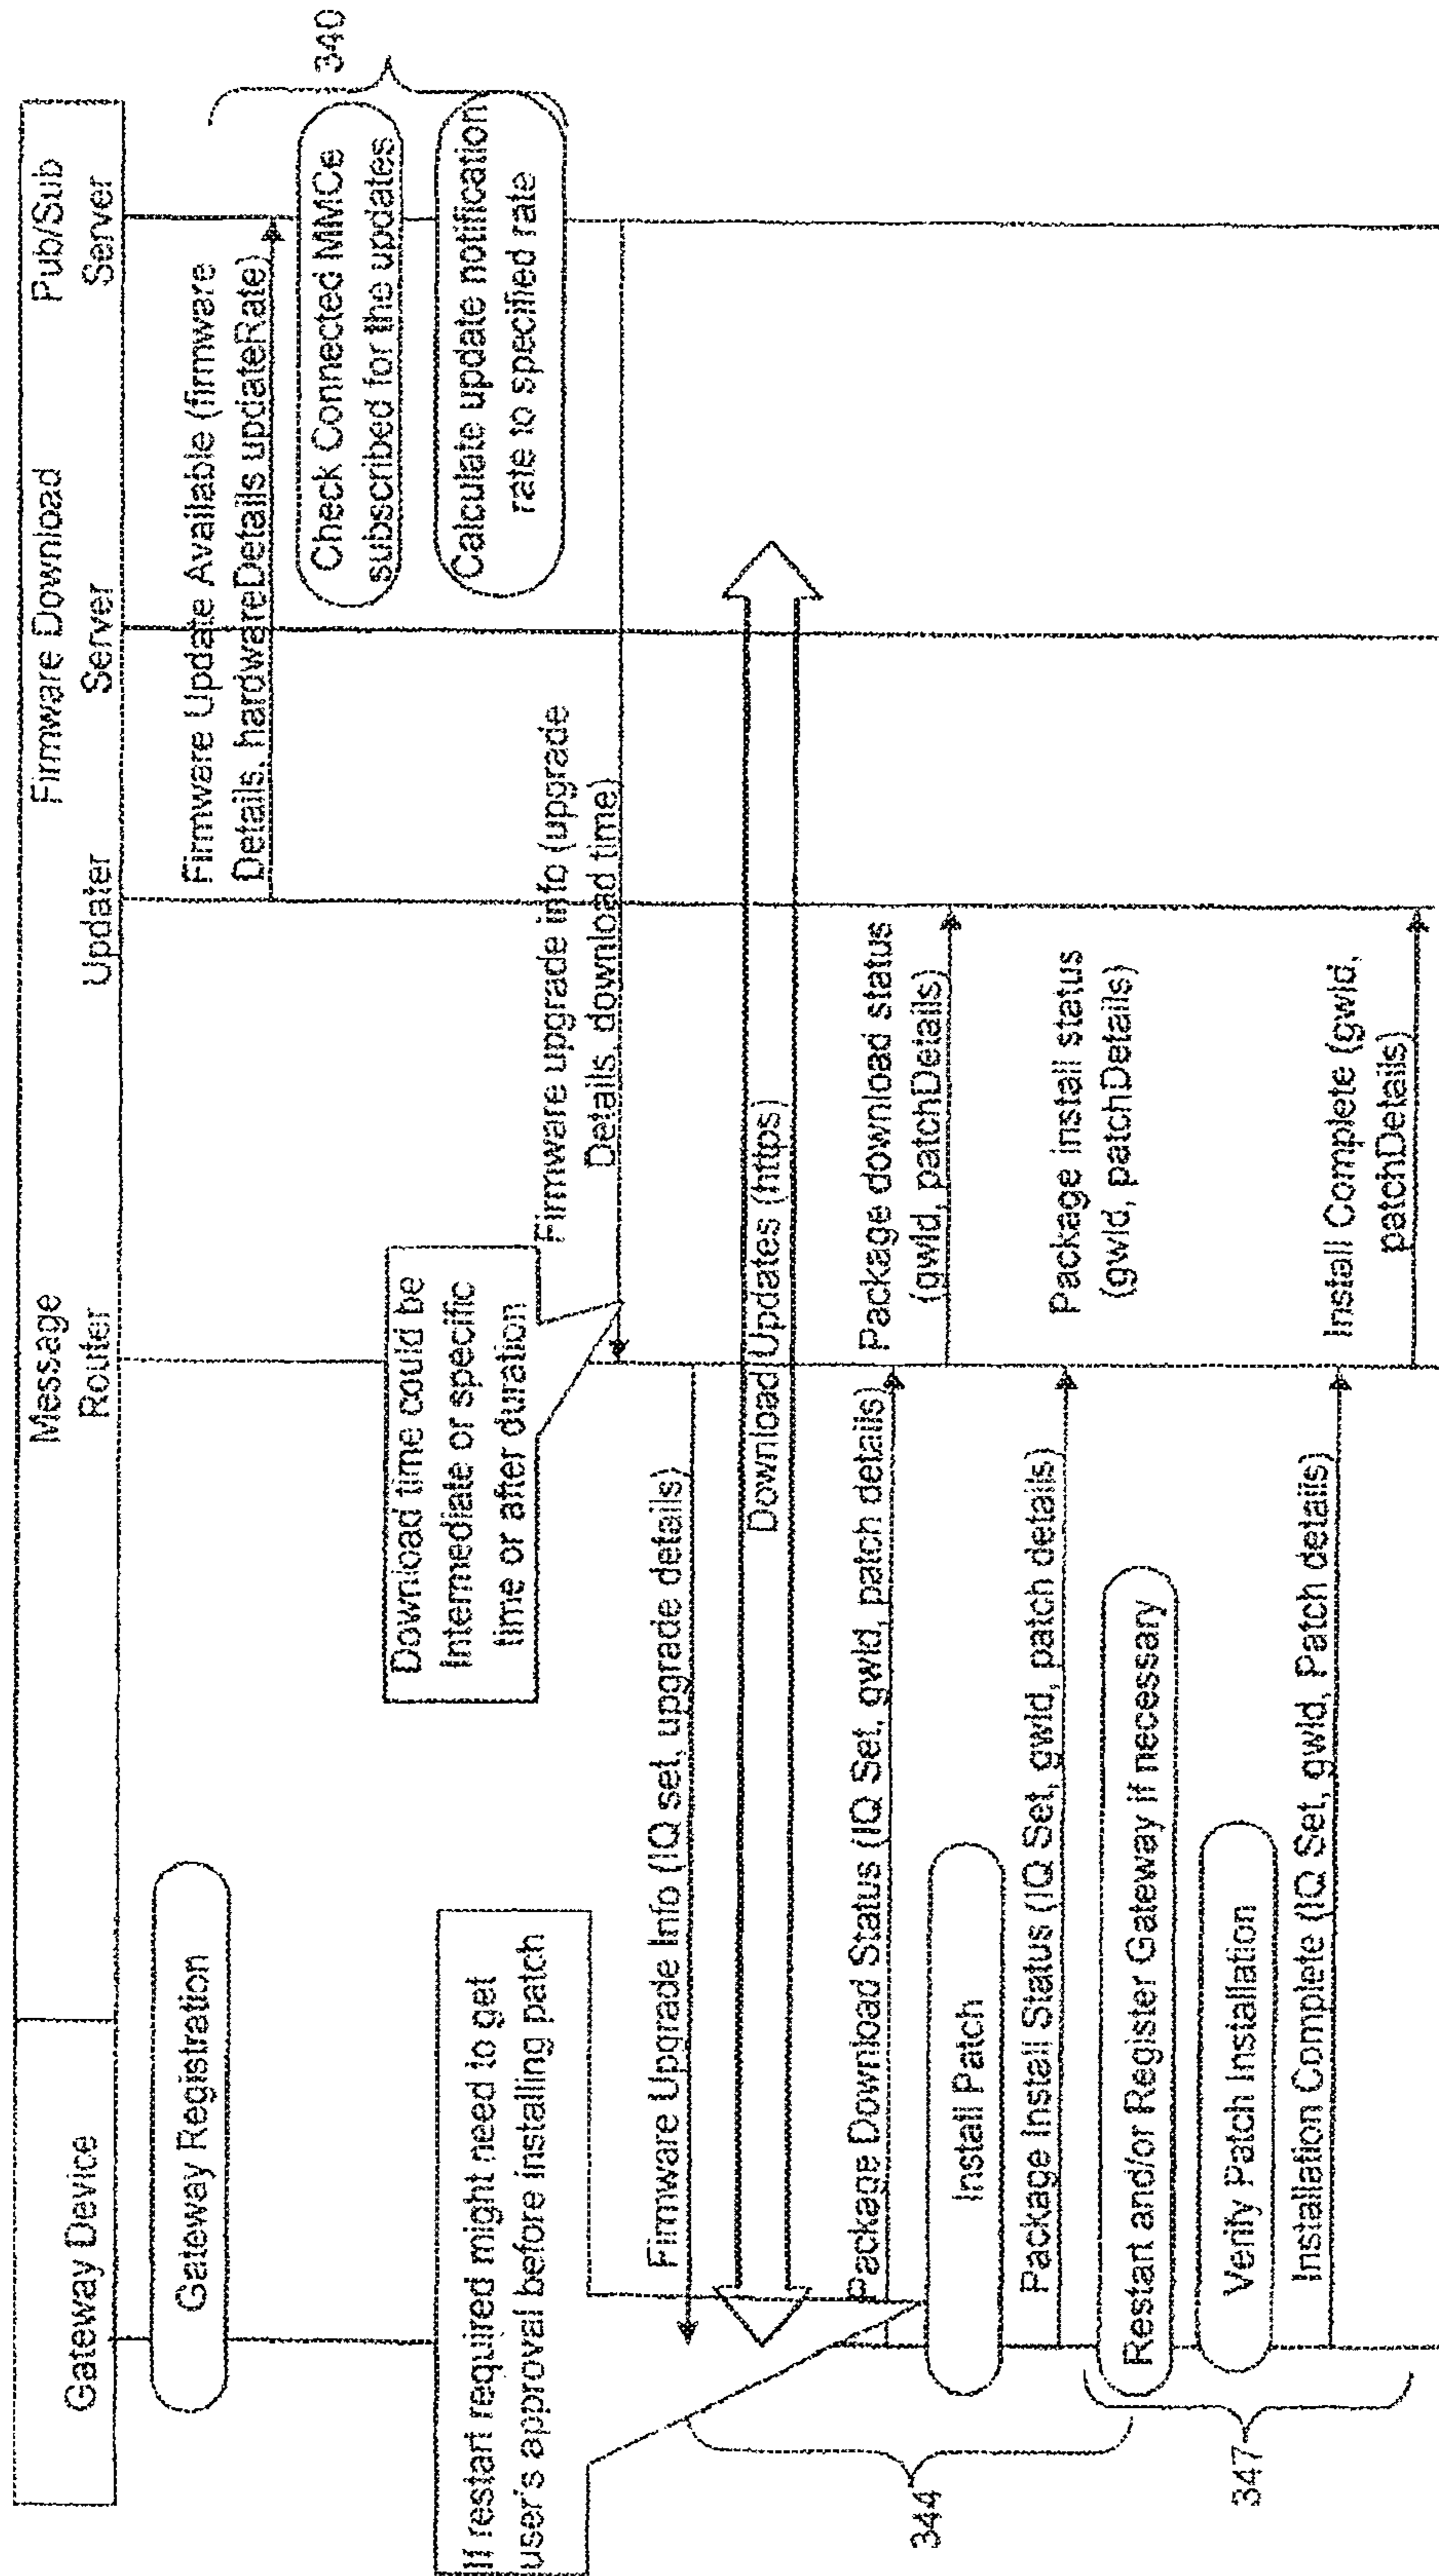 Gateway Device
Message
Router
Updater
Firmware Download
Server
Pub/Sub
Server
Gateway Registration
Firmware Update Available (firmware
Details, hardwareDetails updateRate)
340
Check Connected MMCe
subscribed for the updates
Calculate update notification
rate to specified rate
Download time could be
Intermediate or specific
time or after duration
Firmware upgrade info (upgrade
Details, download time)
If restart required might need to get
user's approval before installing patch
Firmware Upgrade Info (IQ set, upgrade details)
Download Updates (https)
Package Download Status (IQ Set, gwId, patch details)
Package download status
(gwId, patchDetails)
344
Install Patch
Package Install Status (IQ Set, gwId, patch details)
Package install status
(gwId, patchDetails)
Restart and/or Register Gateway if necessary
347
Verify Patch Installation
Installation Complete (IQ Set, gwId, Patch details)
Install Complete (gwId,
patchDetails)